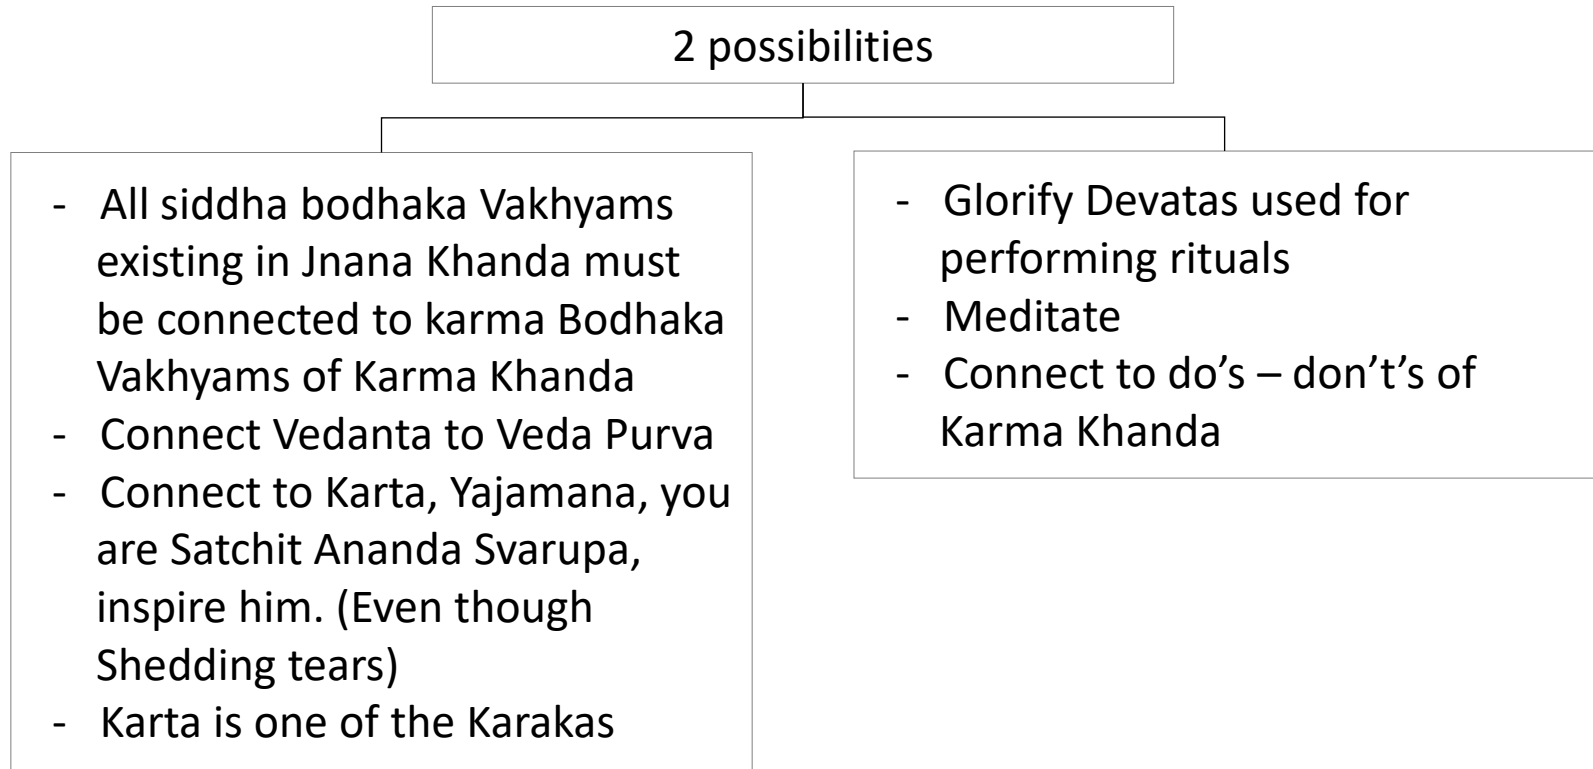 2 possibilities
- All siddha bodhaka Vakhyams
existing in Jnana Khanda must
be connected to karma Bodhaka
Vakhyams of Karma Khanda
- Connect Vedanta to Veda Purva
- Connect to Karta, Yajamana, you
are Satchit Ananda Svarupa,
inspire him. (Even though
Shedding tears)
- Karta is one of the Karakas
- Glorify Devatas used for
performing rituals
- Meditate
- Connect to do’s – don’t’s of
Karma Khanda